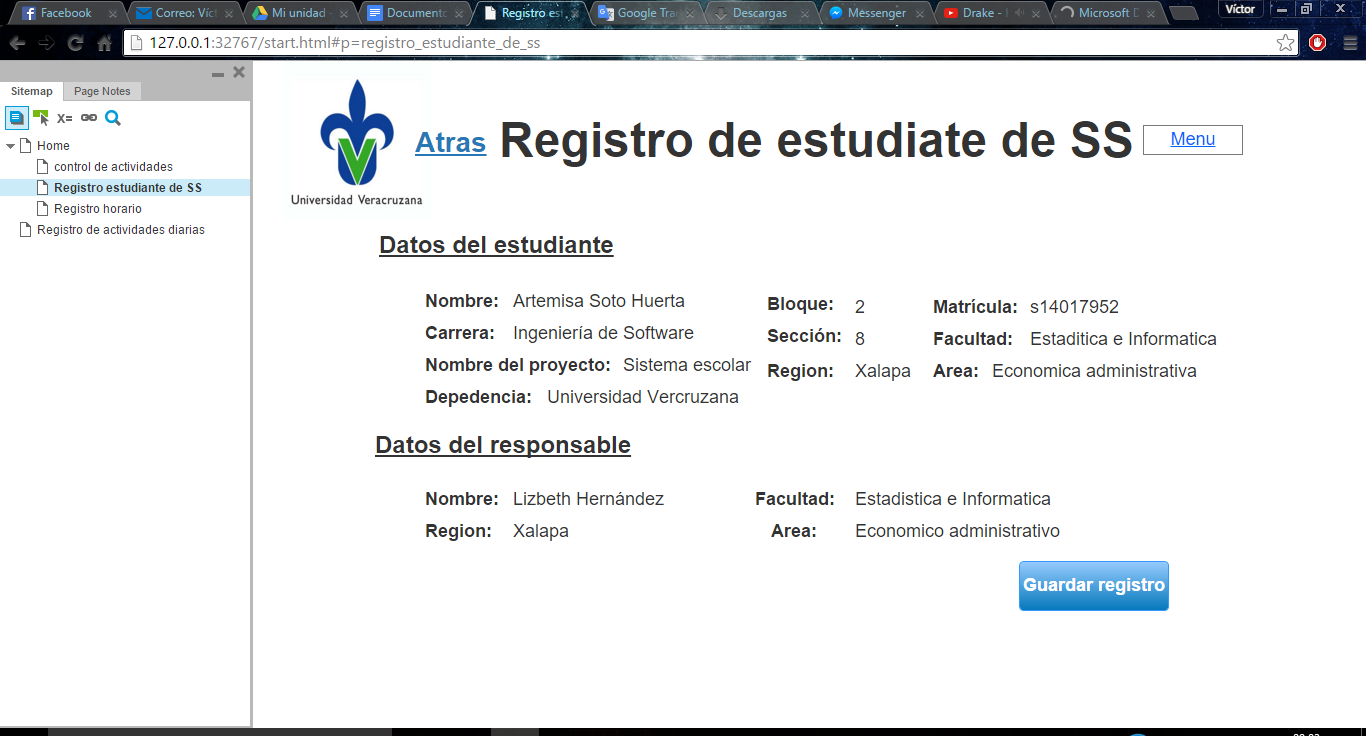 Facebook
Correo: Víct
Mi unidad -
Documento
Registro est
Google Trad
Descargas
Messenger
Drake -
Microsoft D
Víctor
127.0.0.1:32767/start.html#p=registro_estudiante_de_ss
Sitemap
Page Notes
X=
Home
control de actividades
Registro estudiante de SS
Registro horario
Registro de actividades diarias
Universidad Veracruzana
Atras
Registro de estudiate de SS
Menu
Datos del estudiante
Nombre: Artemisa Soto Huerta Bloque: 2 Matrícula: s14017952
Carrera: Ingeniería de Software Sección: 8 Facultad: Estaditica e Informatica
Nombre del proyecto: Sistema escolar Region: Xalapa Area: Economica administrativa
Depedencia: Universidad Vercruzana
Datos del responsable
Nombre: Lizbeth Hernández Facultad: Estadistica e Informatica
Region: Xalapa Area: Economico administrativo
Guardar registro